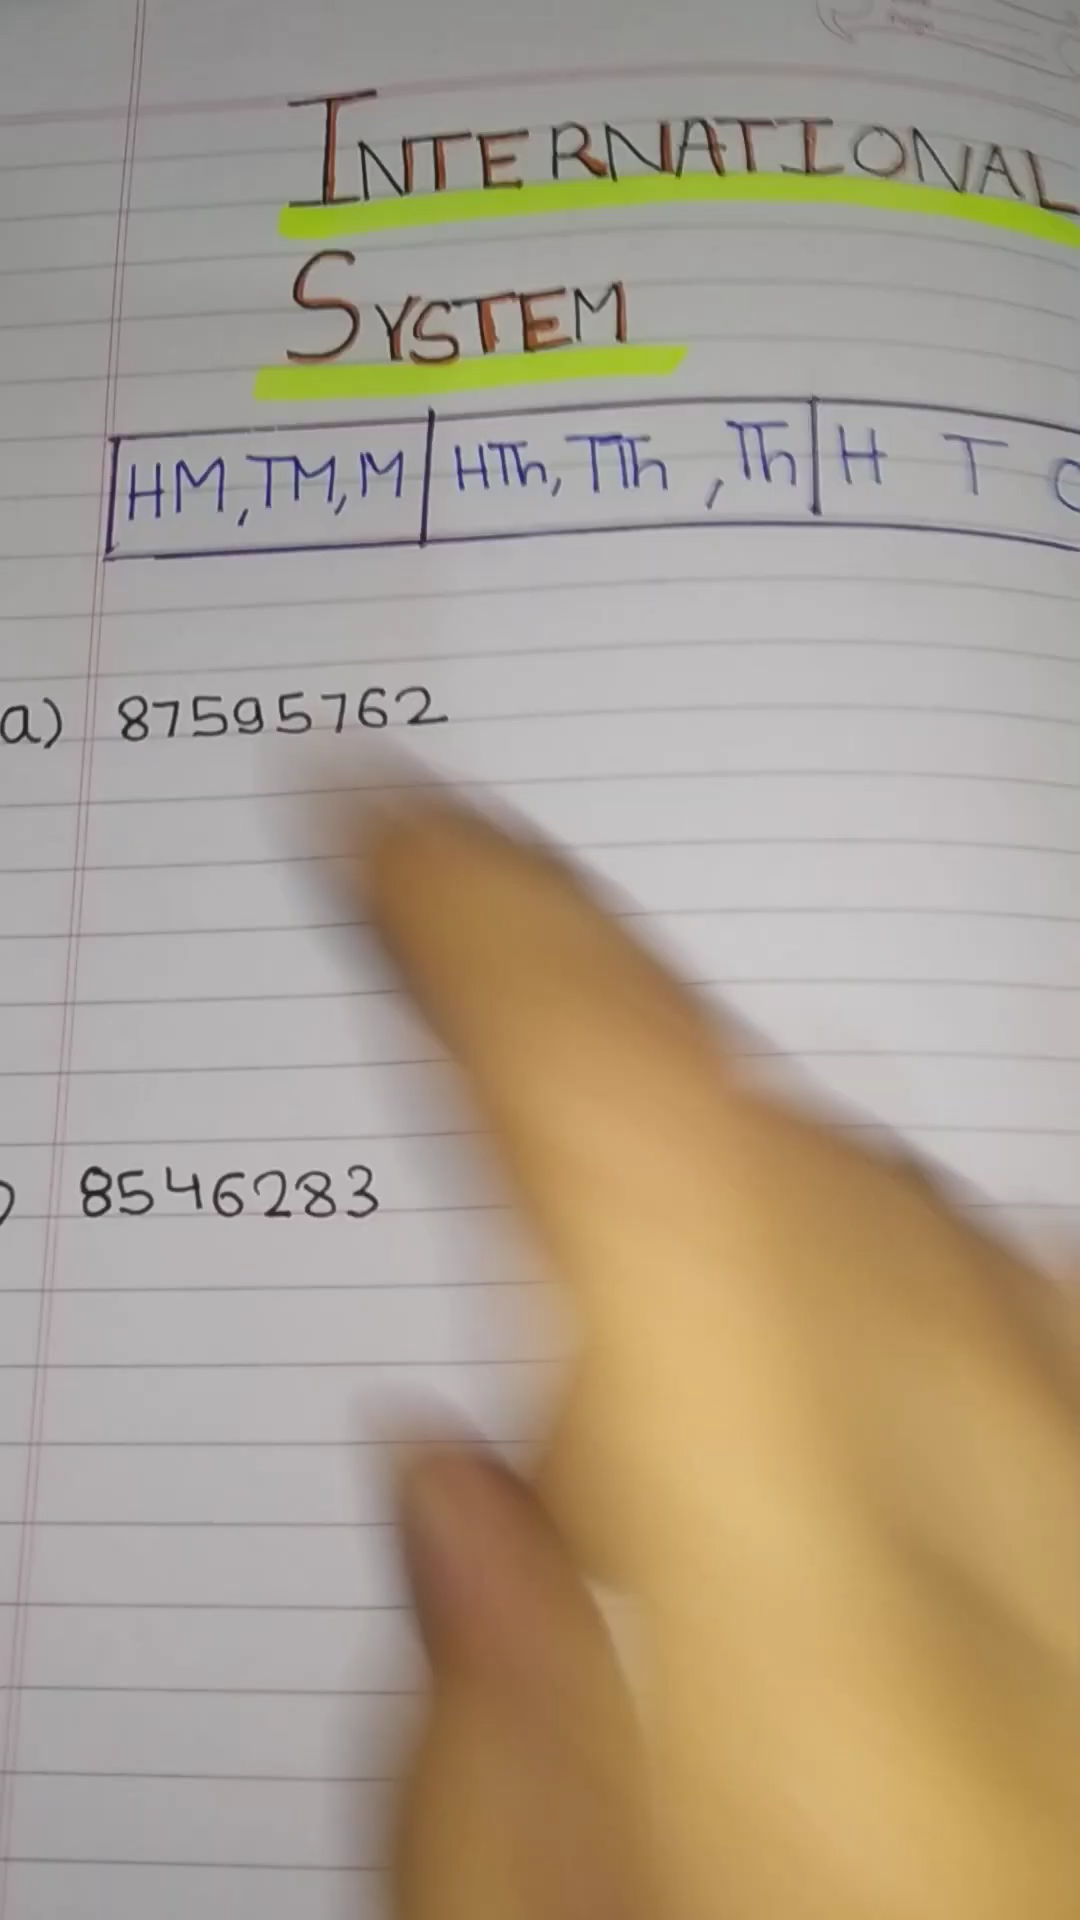 INTERNATIONAL
SYSTEM
HM, TM, M HTh, TTh, Th H T O
a) 87595762
) 8546283